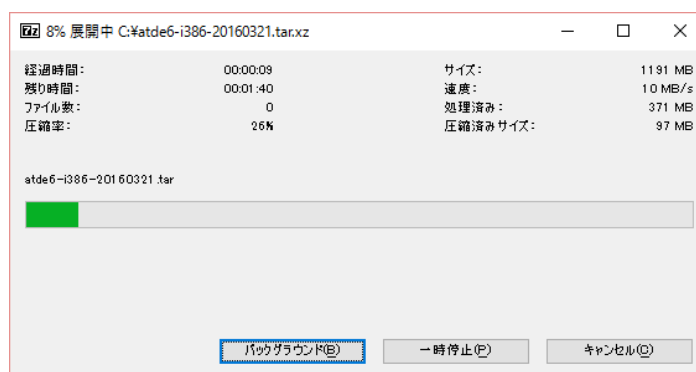 7z 8% 展開中 C:¥atde6-i386-20160321.tar.xz
経過時間: 00:00:09 サイズ: 1191 MB
残り時間: 00:01:40 速度: 10 MB/s
ファイル数: 0 処理済み: 371 MB
圧縮率: 26% 圧縮済みサイズ: 97 MB
atde6-i386-20160321.tar
バックグラウンド(B) 一時停止(P) キャンセル(C)